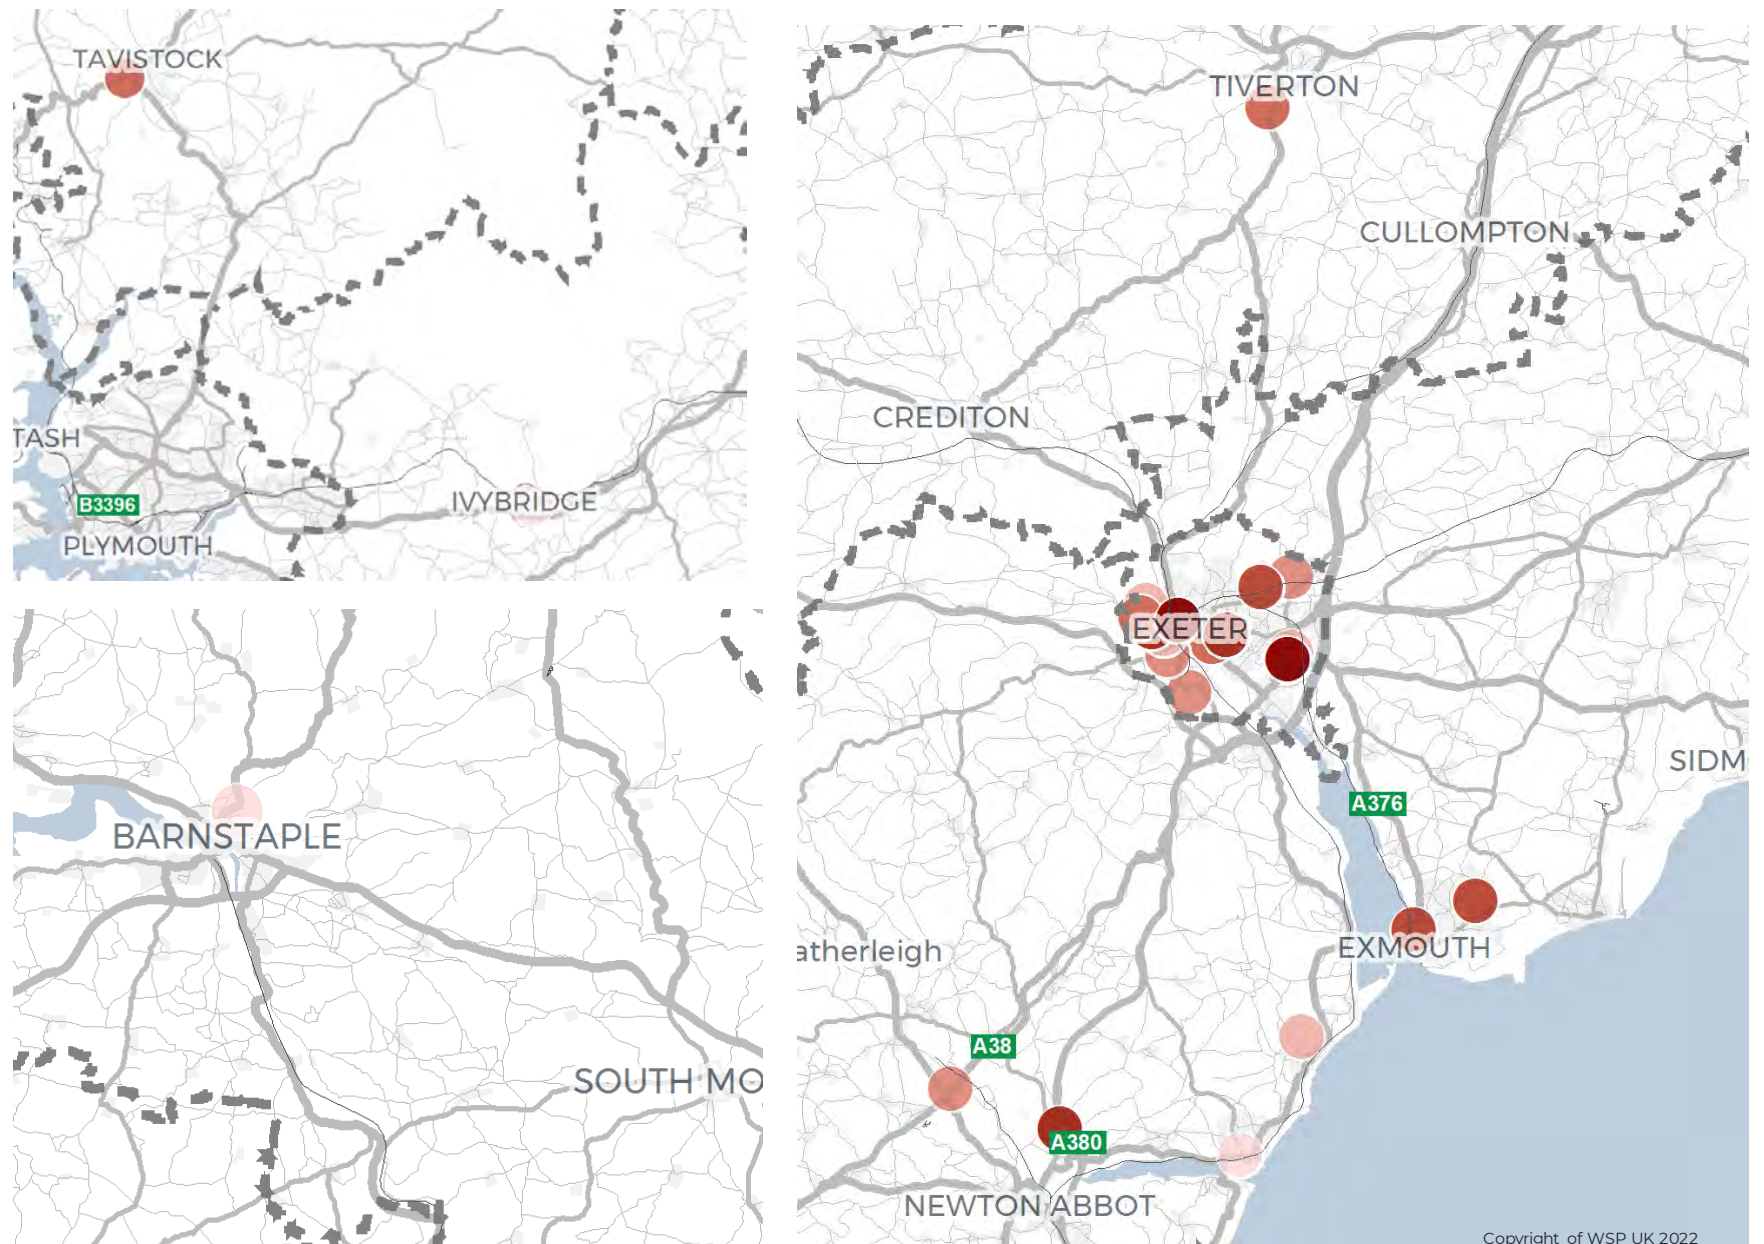 TAVISTOCK
TASH
IVYBRIDGE
B3396
PLYMOUTH
BARNSTAPLE
SOUTH MO
TIVERTON
CULLOMPTON
CREDITON
EXETER
SIDM
A376
EXMOUTH
atherleigh
A38
A380
NEWTON ABBOT
Copyright of WSP UK 2022